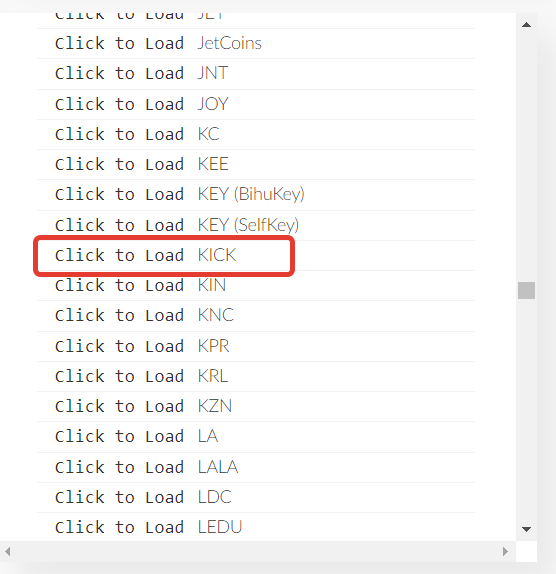 Click to Load JET
Click to Load JetCoins
Click to Load JNT
Click to Load JOY
Click to Load KC
Click to Load KEE
Click to Load KEY (BihuKey)
Click to Load KEY (SelfKey)
Click to Load KICK
Click to Load KIN
Click to Load KNC
Click to Load KPR
Click to Load KRL
Click to Load KZN
Click to Load LA
Click to Load LALA
Click to Load LDC
Click to Load LEDU